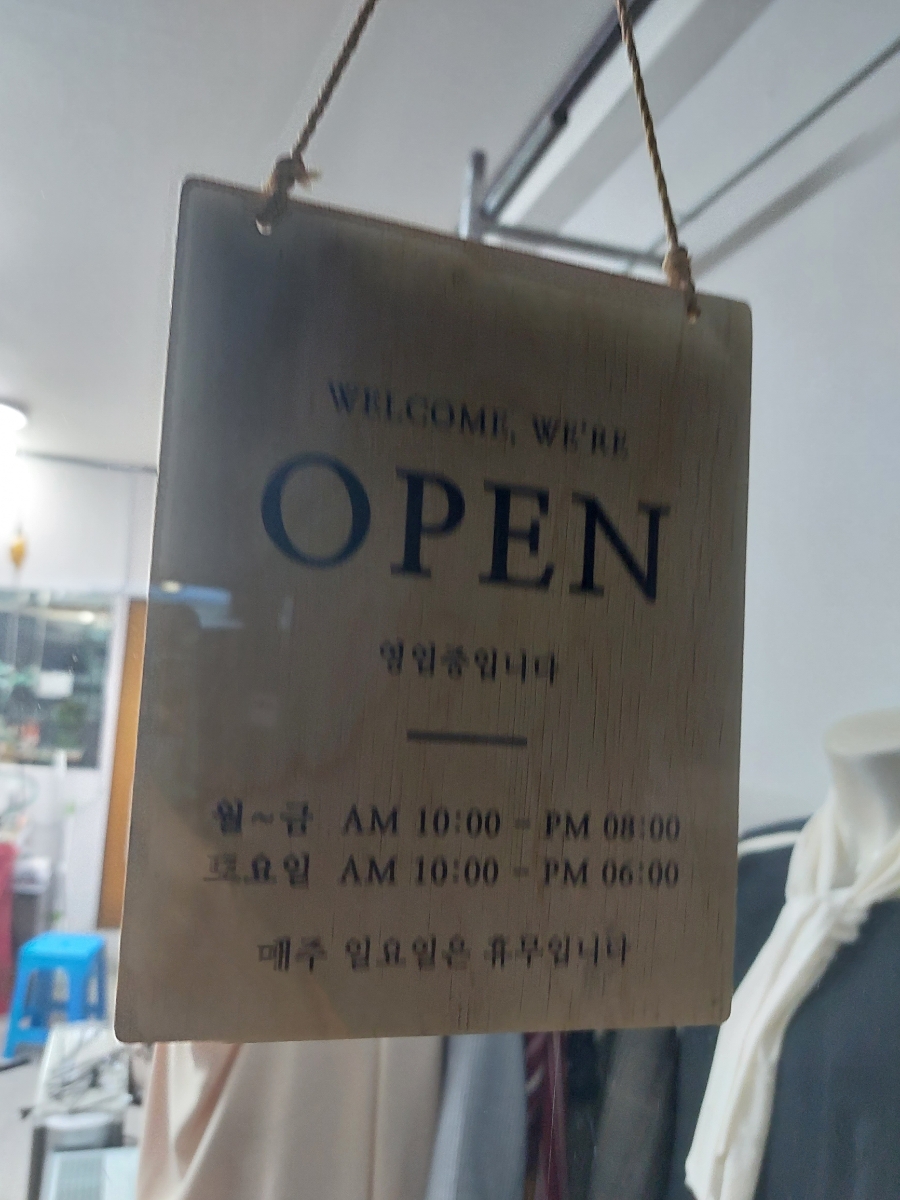 WELCOME, WE'RE
OPEN
영업중입니다
월~금 AM 10:00 - PM 08:00
토요일 AM 10:00 - PM 06:00
매주 일요일은 휴무입니다